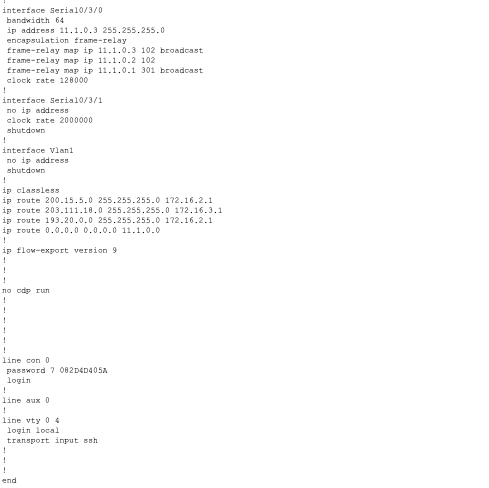 !
interface Serial0/3/0
 bandwidth 64
 ip address 11.1.0.3 255.255.255.0
 encapsulation frame-relay
 frame-relay map ip 11.1.0.3 102 broadcast
 frame-relay map ip 11.1.0.2 102
 frame-relay map ip 11.1.0.1 301 broadcast
 clock rate 128000
!
interface Serial0/3/1
 no ip address
 clock rate 2000000
 shutdown
!
interface Vlan1
 no ip address
 shutdown
!
ip classless
ip route 200.15.5.0 255.255.255.0 172.16.2.1
ip route 203.111.18.0 255.255.255.0 172.16.3.1
ip route 193.20.0.0 255.255.255.0 172.16.2.1
ip route 0.0.0.0 0.0.0.0 11.1.0.0
!
ip flow-export version 9
!
!
!
no cdp run
!
!
!
!
!
!
line con 0
 password 7 082D4D405A
 login
!
line aux 0
!
line vty 0 4
 login local
 transport input ssh
!
!
!
end